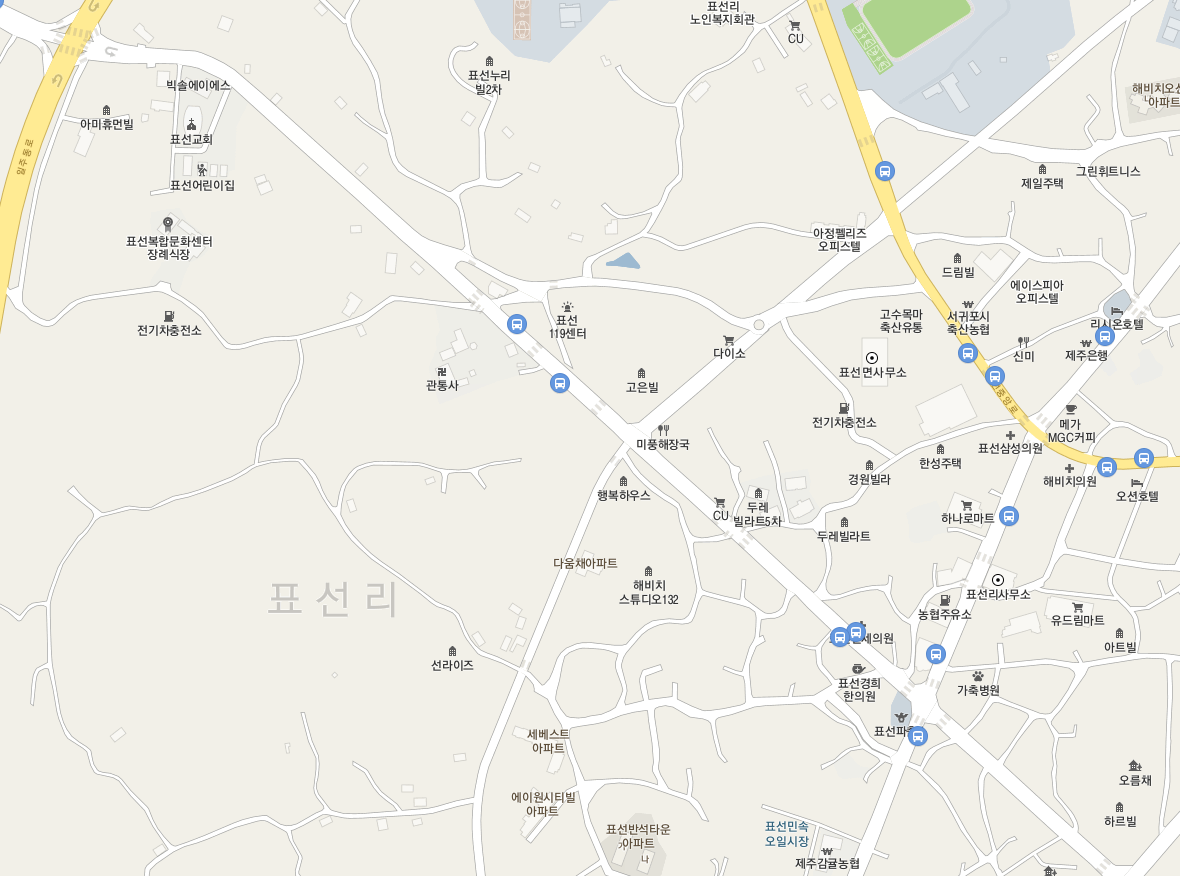 표선리
노인복지회관
CU
표선누리
빌2차
빅솔에이에스
해비치오션
아파트
아미휴먼빌
표선교회
일주동로
표선어린이집
제일주택
그린휘트니스
표선복합문화센터
장례식장
아정펠리즈
오피스텔
드림빌
에이스피아
오피스텔
전기차충전소
표선
119센터
고수목마
축산유통
서귀포시
축산농협
리시온호텔
다이소
신미
제주은행
표선면사무소
관통사
고은빌
중앙로
메가
MGC커피
전기차충전소
미풍해장국
표선삼성의원
한성주택
경원빌라
해비치의원
오션호텔
행복하우스
CU
두레
빌라트5차
두레빌라트
하나로마트
다움채아파트
해비치
스튜디오132
표선리
표선리사무소
농협주유소
유드림마트
아트빌
선라이즈
표선경희
한의원
가축병원
표선파출
세베스트
아파트
오름채
에이원시티빌
아파트
하르빌
표선반석타운
아파트
나
표선민속
오일시장
제주감귤농협